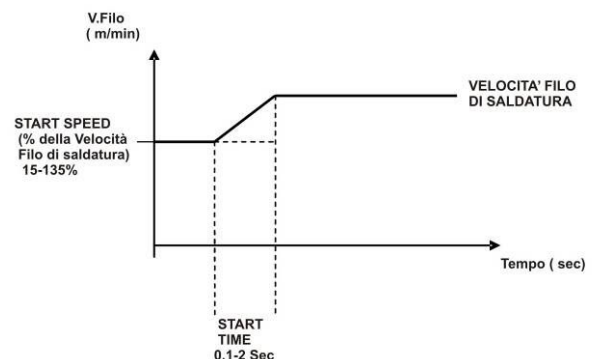 V.Filo
( m/min)
VELOCITA' FILO
DI SALDATURA
START SPEED
(% della Velocità
Filo di saldatura)
15-135%
Tempo ( sec)
START
TIME
0,1-2 Sec